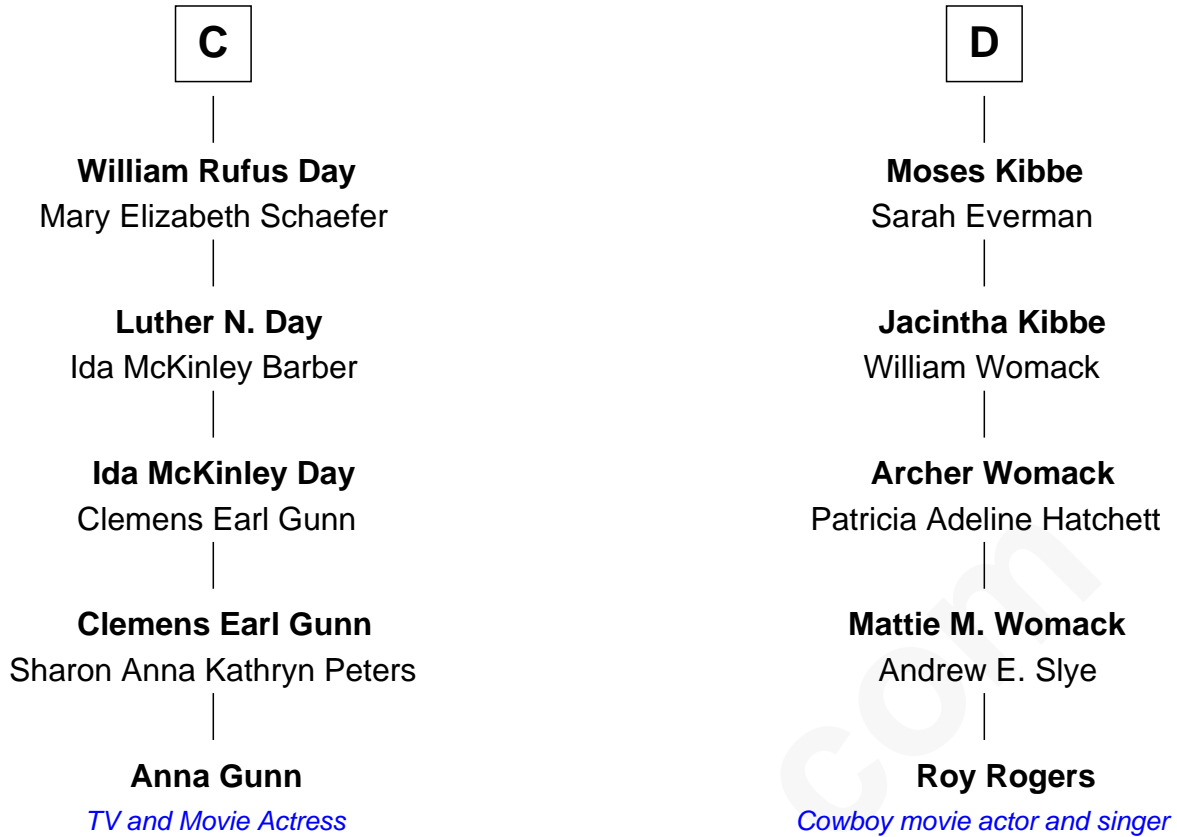 C
William Rufus Day
Mary Elizabeth Schaefer
Luther N. Day
Ida McKinley Barber
Ida McKinley Day
Clemens Earl Gunn
Clemens Earl Gunn
Sharon Anna Kathryn Peters
Anna Gunn
TV and Movie Actress
D
Moses Kibbe
Sarah Everman
Jacintha Kibbe
William Womack
Archer Womack
Patricia Adeline Hatchett
Mattie M. Womack
Andrew E. Slye
Roy Rogers
Cowboy movie actor and singer
com